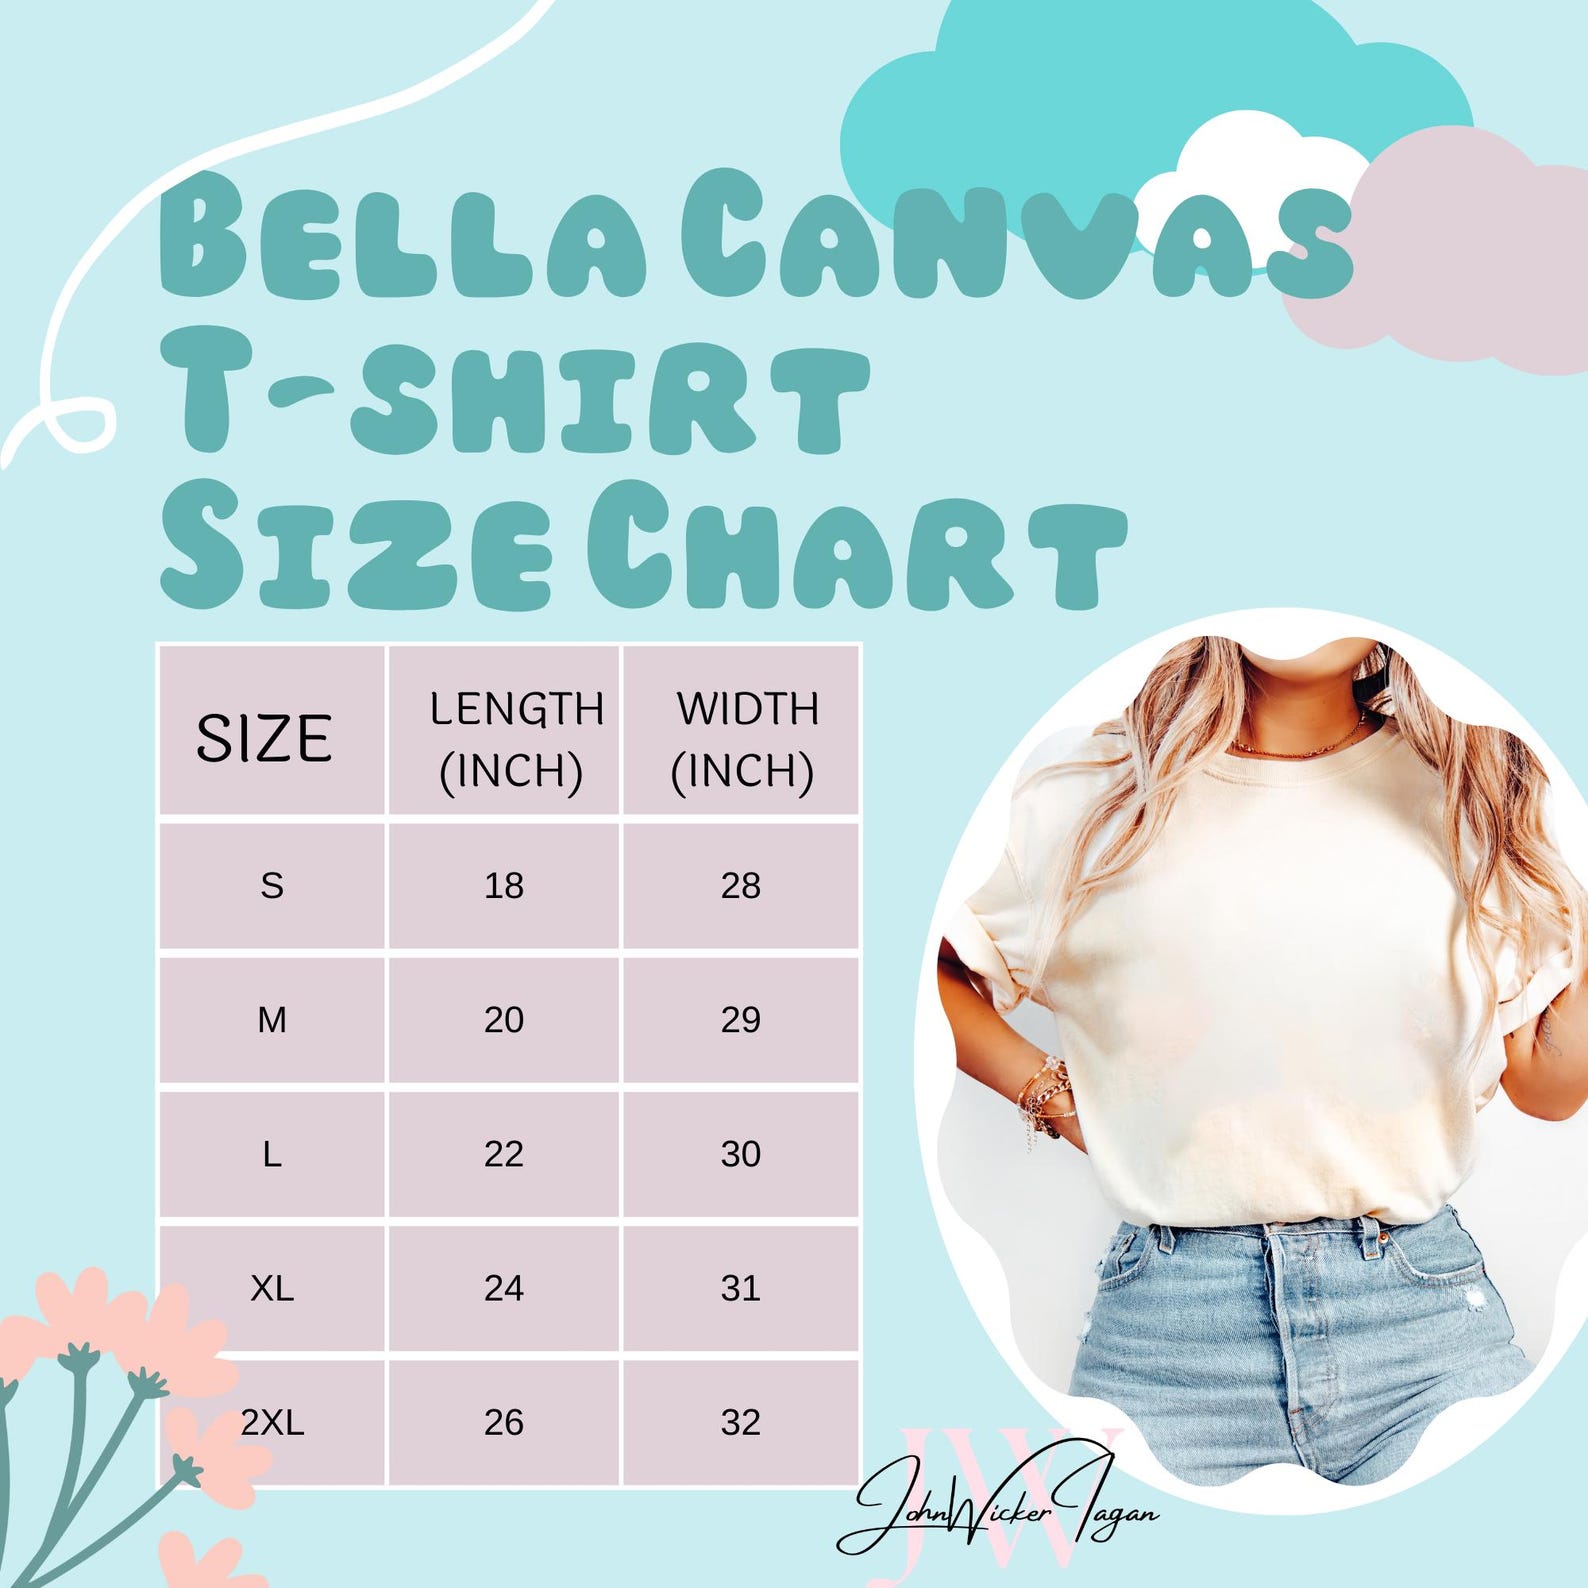 BELLA CANVAS
T-SHIRT
SIZE CHART
SIZE LENGTH (INCH) WIDTH (INCH)
S 18 28
M 20 29
L 22 30
XL 24 31
2XL 26 32
JW
JohnWicker Tagan